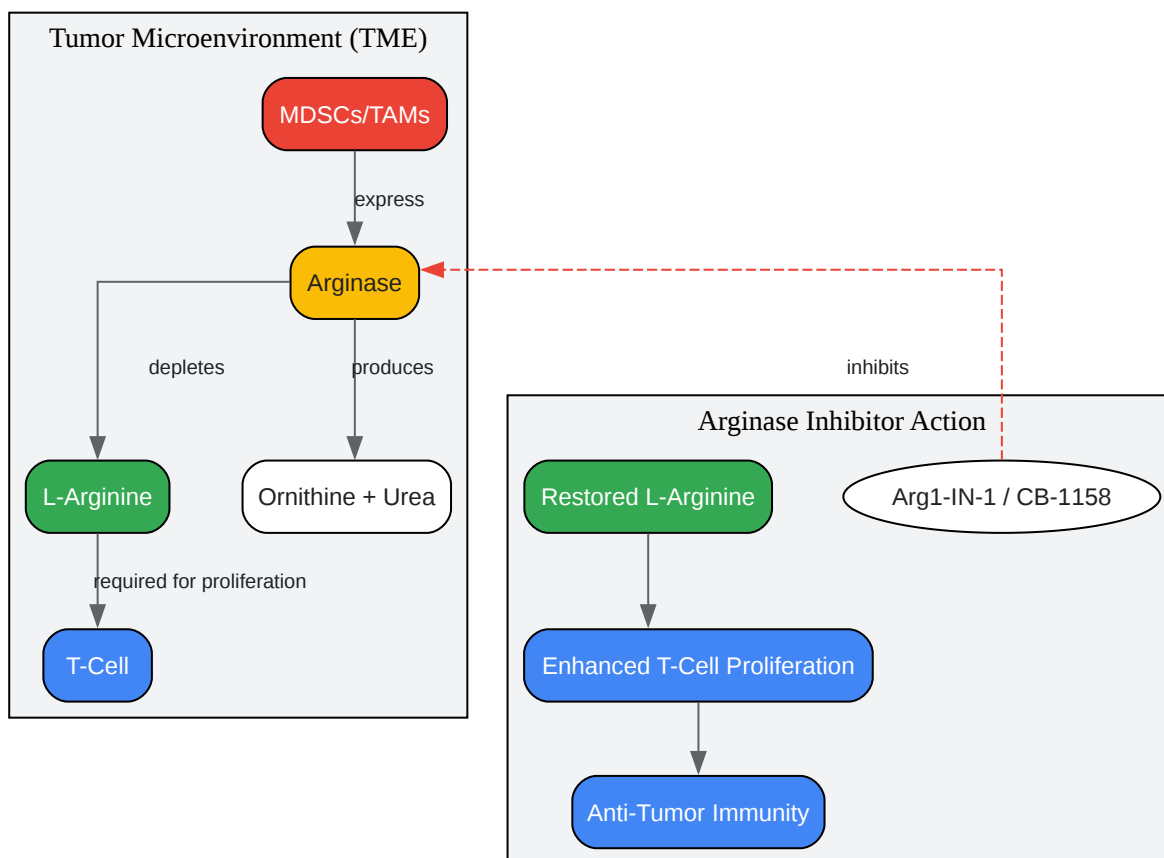 Tumor Microenvironment (TME)
MDSCs/TAMs
express
Arginase
depletes
produces
inhibits
Arginase Inhibitor Action
L-Arginine
Ornithine + Urea
Restored L-Arginine
Arg1-IN-1 / CB-1158
required for proliferation
T-Cell
Enhanced T-Cell Proliferation
Anti-Tumor Immunity